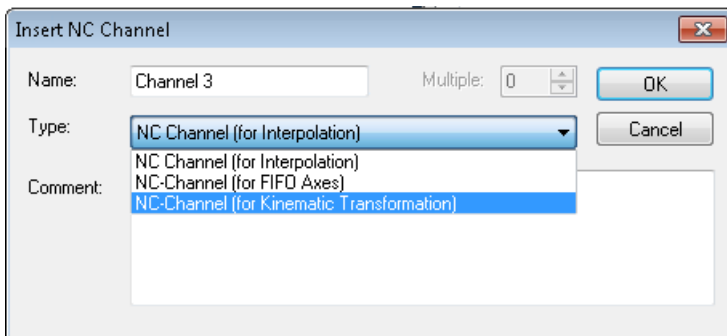 Insert NC Channel
Name:
Channel 3
Multiple:
0
OK
Type:
NC Channel (for Interpolation)
Cancel
NC Channel (for Interpolation)
NC-Channel (for FIFO Axes)
Comment:
NC-Channel (for Kinematic Transformation)